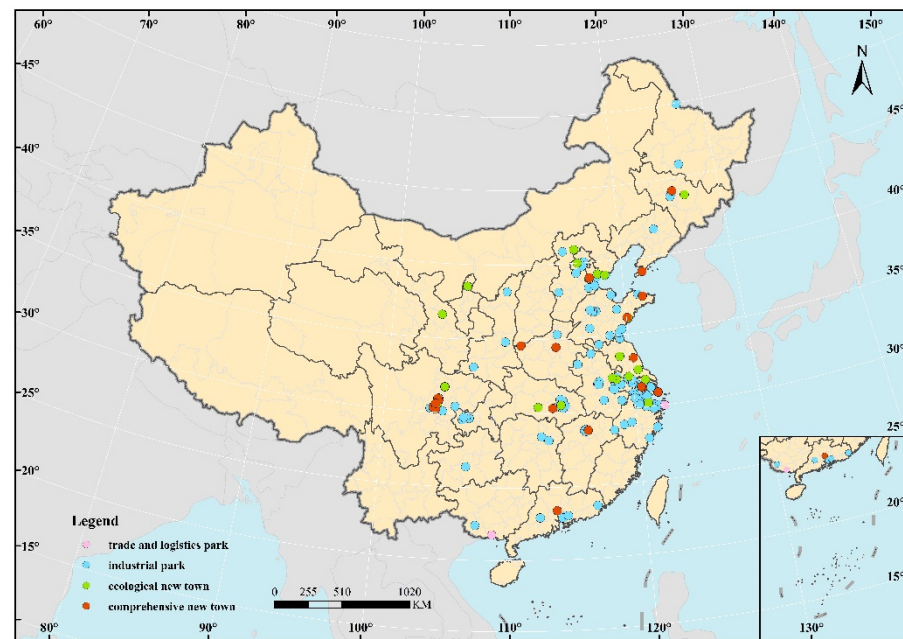 60° 70° 80° 90° 100° 110° 120° 130° 140° 150°
N
45° 45°
40° 40°
35° 35°
30° 30°
25° 25°
20° 20°
15° 15°
Legend
trade and logistics park
industrial park
ecological new town
comprehensive new town
0 255 510 1020
KM
80° 90° 100° 110° 120° 130°